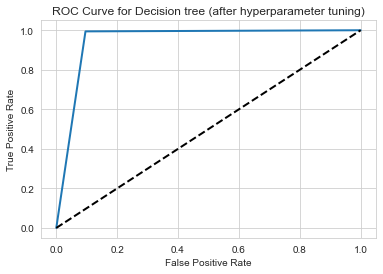 ROC Curve for Decision tree (after hyperparameter tuning)
1.0
0.8
0.6
0.4
0.2
0.0
True Positive Rate
0.0 0.2 0.4 0.6 0.8 1.0
False Positive Rate